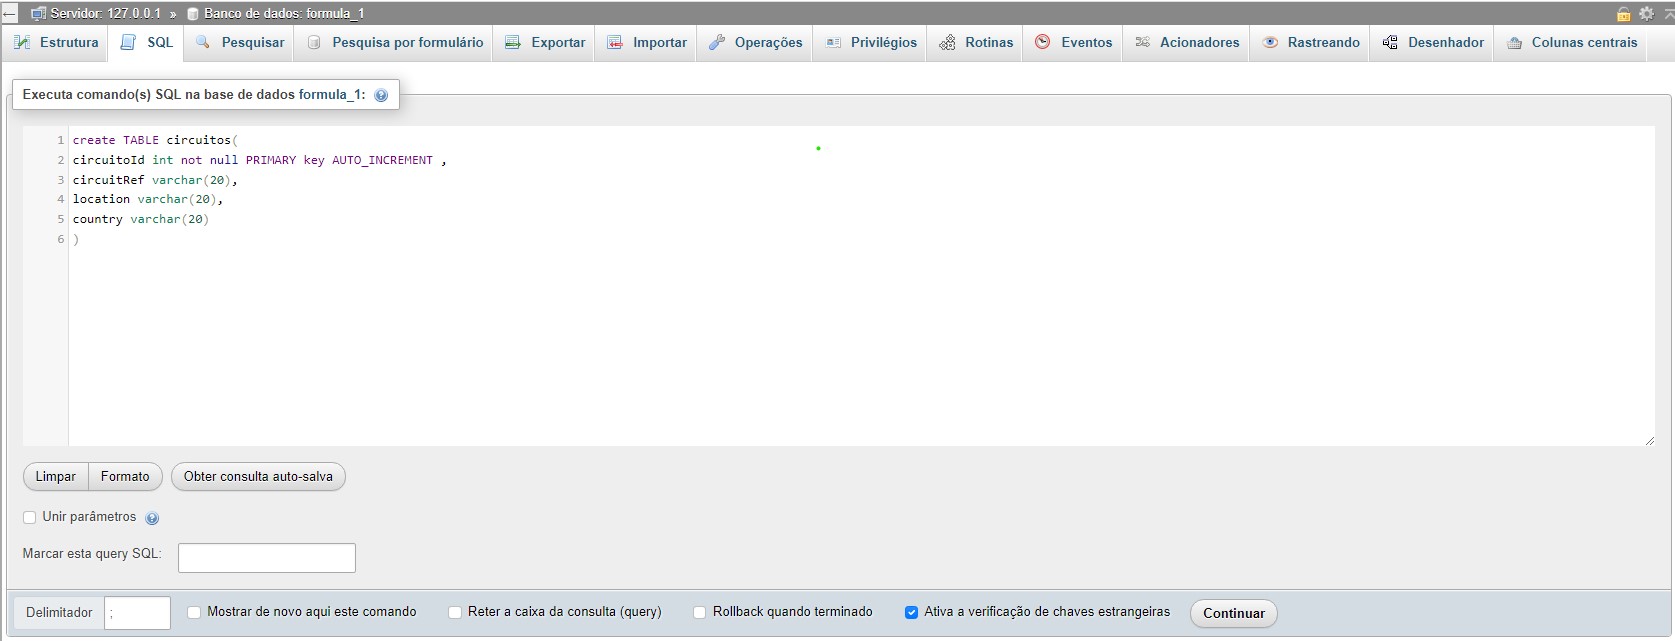 Servidor: 127.0.0.1 » Banco de dados: formula_1
Estrutura SQL Pesquisar Pesquisa por formulário Exportar Importar Operações Privilégios Rotinas Eventos Acionadores Rastreando Desenhador Colunas centrais
Executa comando(s) SQL na base de dados formula_1:
1 create TABLE circuitos(
2 circuitoId int not null PRIMARY key AUTO_INCREMENT ,
3 circuitRef varchar(20),
4 location varchar(20),
5 country varchar(20)
6 )
Limpar Formato Obter consulta auto-salva
Unir parâmetros
Marcar esta query SQL:
Delimitador ; Mostrar de novo aqui este comando Reter a caixa da consulta (query) Rollback quando terminado Ativa a verificação de chaves estrangeiras Continuar